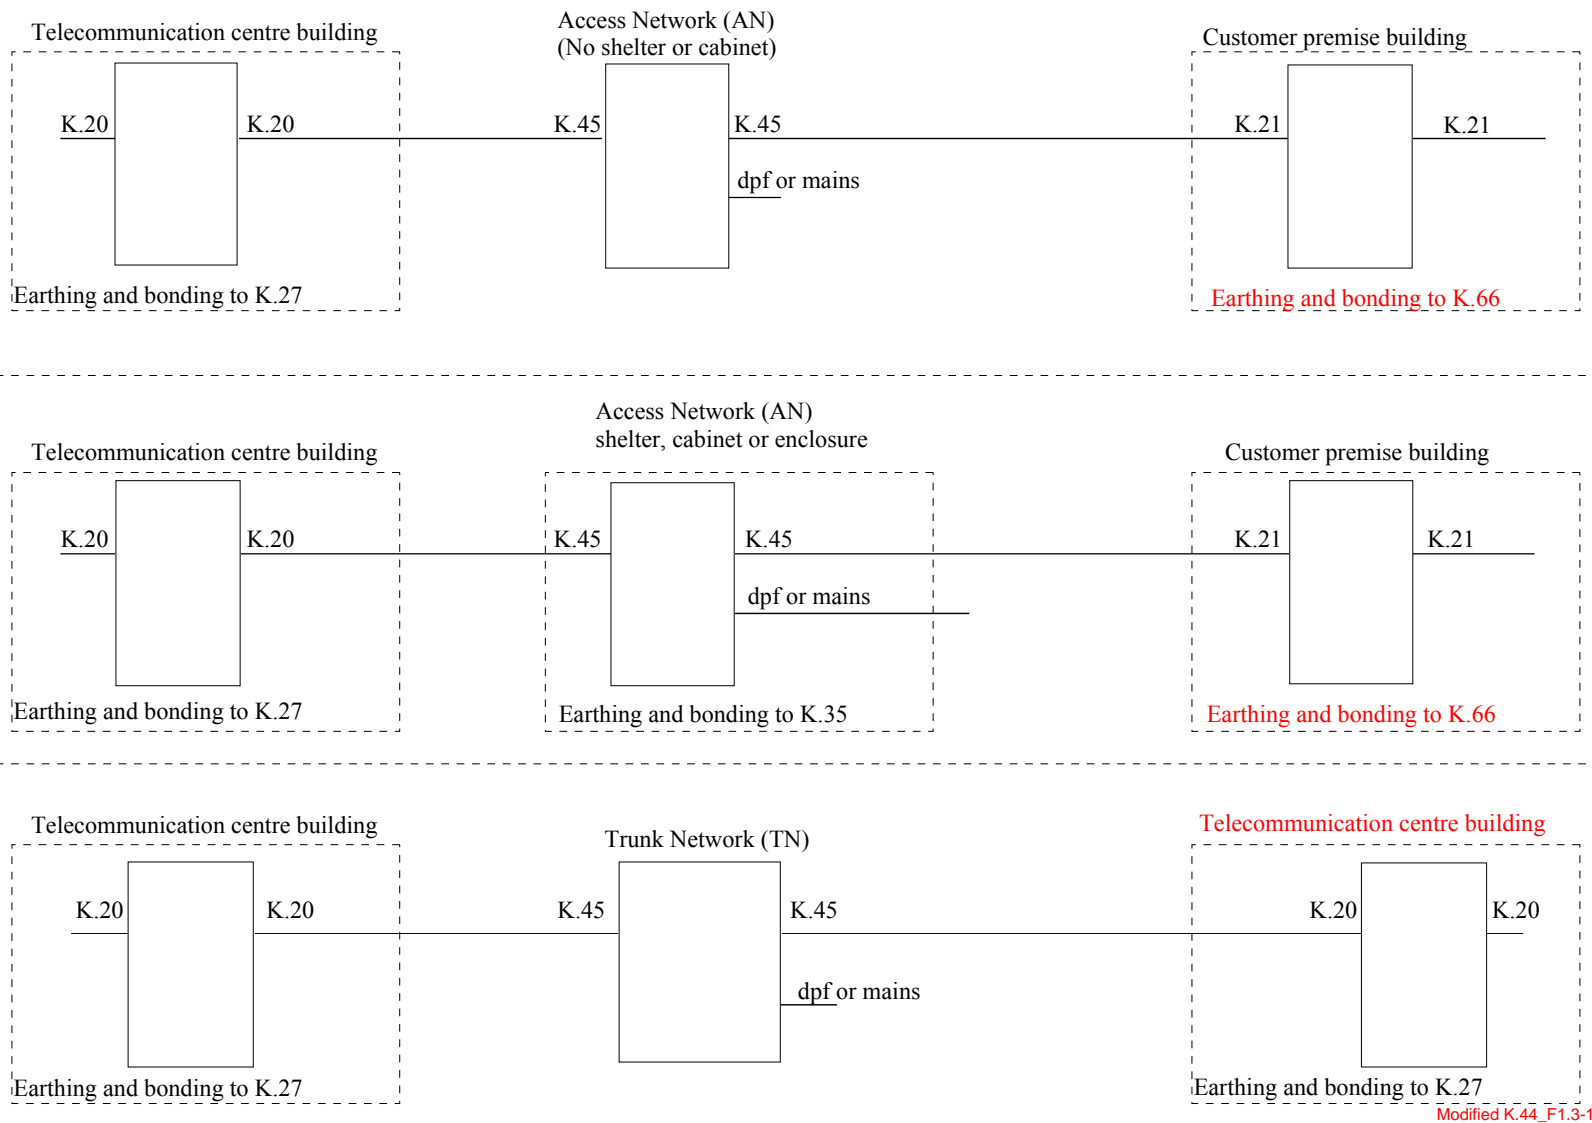 Telecommunication centre building
Access Network (AN)
(No shelter or cabinet)
Customer premise building
K.20
K.20
K.45
K.45
K.21
K.21
dpf or mains
Earthing and bonding to K.27
Earthing and bonding to K.66
Access Network (AN)
shelter, cabinet or enclosure
Telecommunication centre building
Customer premise building
K.20
K.20
K.45
K.45
K.21
K.21
dpf or mains
Earthing and bonding to K.27
Earthing and bonding to K.35
Earthing and bonding to K.66
Telecommunication centre building
Trunk Network (TN)
Telecommunication centre building
K.20
K.20
K.45
K.45
K.20
K.20
dpf or mains
Earthing and bonding to K.27
Earthing and bonding to K.27
Modified K.44_F1.3-1